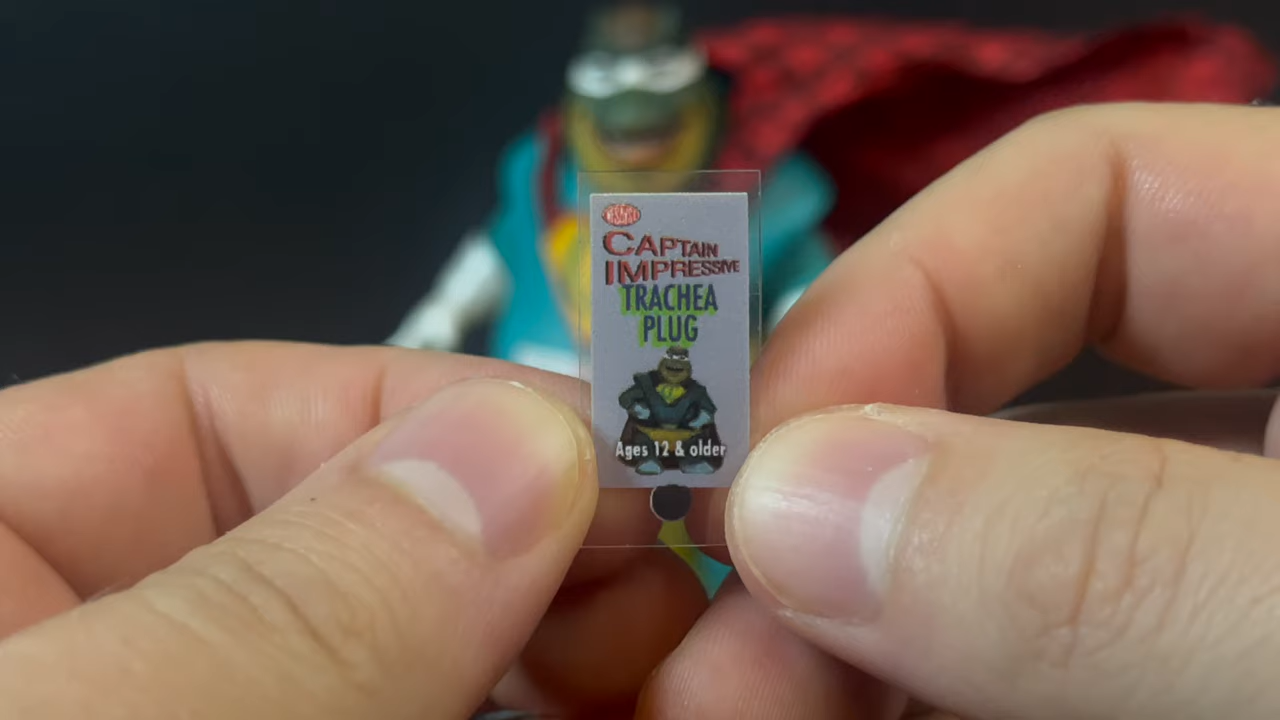 CAPTAIN
IMPRESSIVE
TRACHEA
PLUG
Ages 12 & older